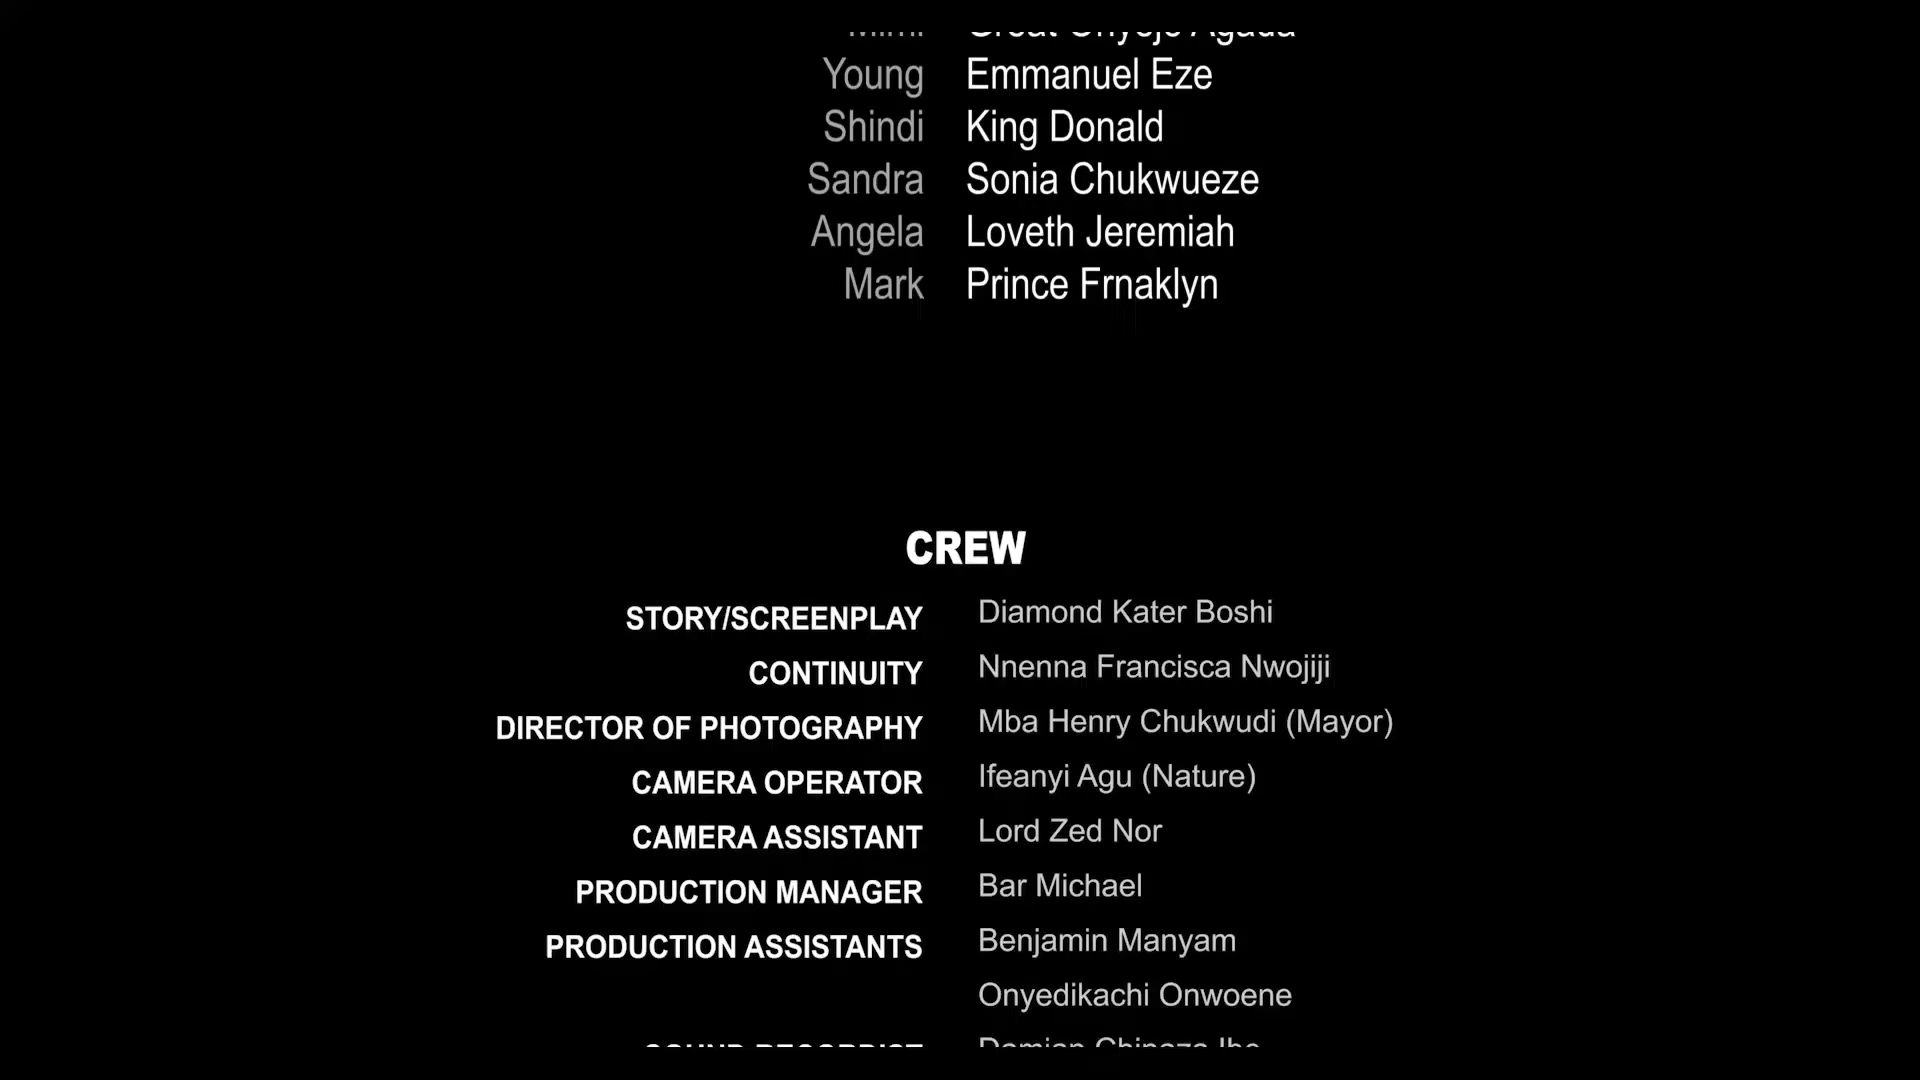 Young Emmanuel Eze
Shindi King Donald
Sandra Sonia Chukwueze
Angela Loveth Jeremiah
Mark Prince Frnaklyn
CREW
STORY/SCREENPLAY Diamond Kater Boshi
CONTINUITY Nnenna Francisca Nwojiji
DIRECTOR OF PHOTOGRAPHY Mba Henry Chukwudi (Mayor)
CAMERA OPERATOR Ifeanyi Agu (Nature)
CAMERA ASSISTANT Lord Zed Nor
PRODUCTION MANAGER Bar Michael
PRODUCTION ASSISTANTS Benjamin Manyam
Onyedikachi Onwoene
SOUND RECORDIST